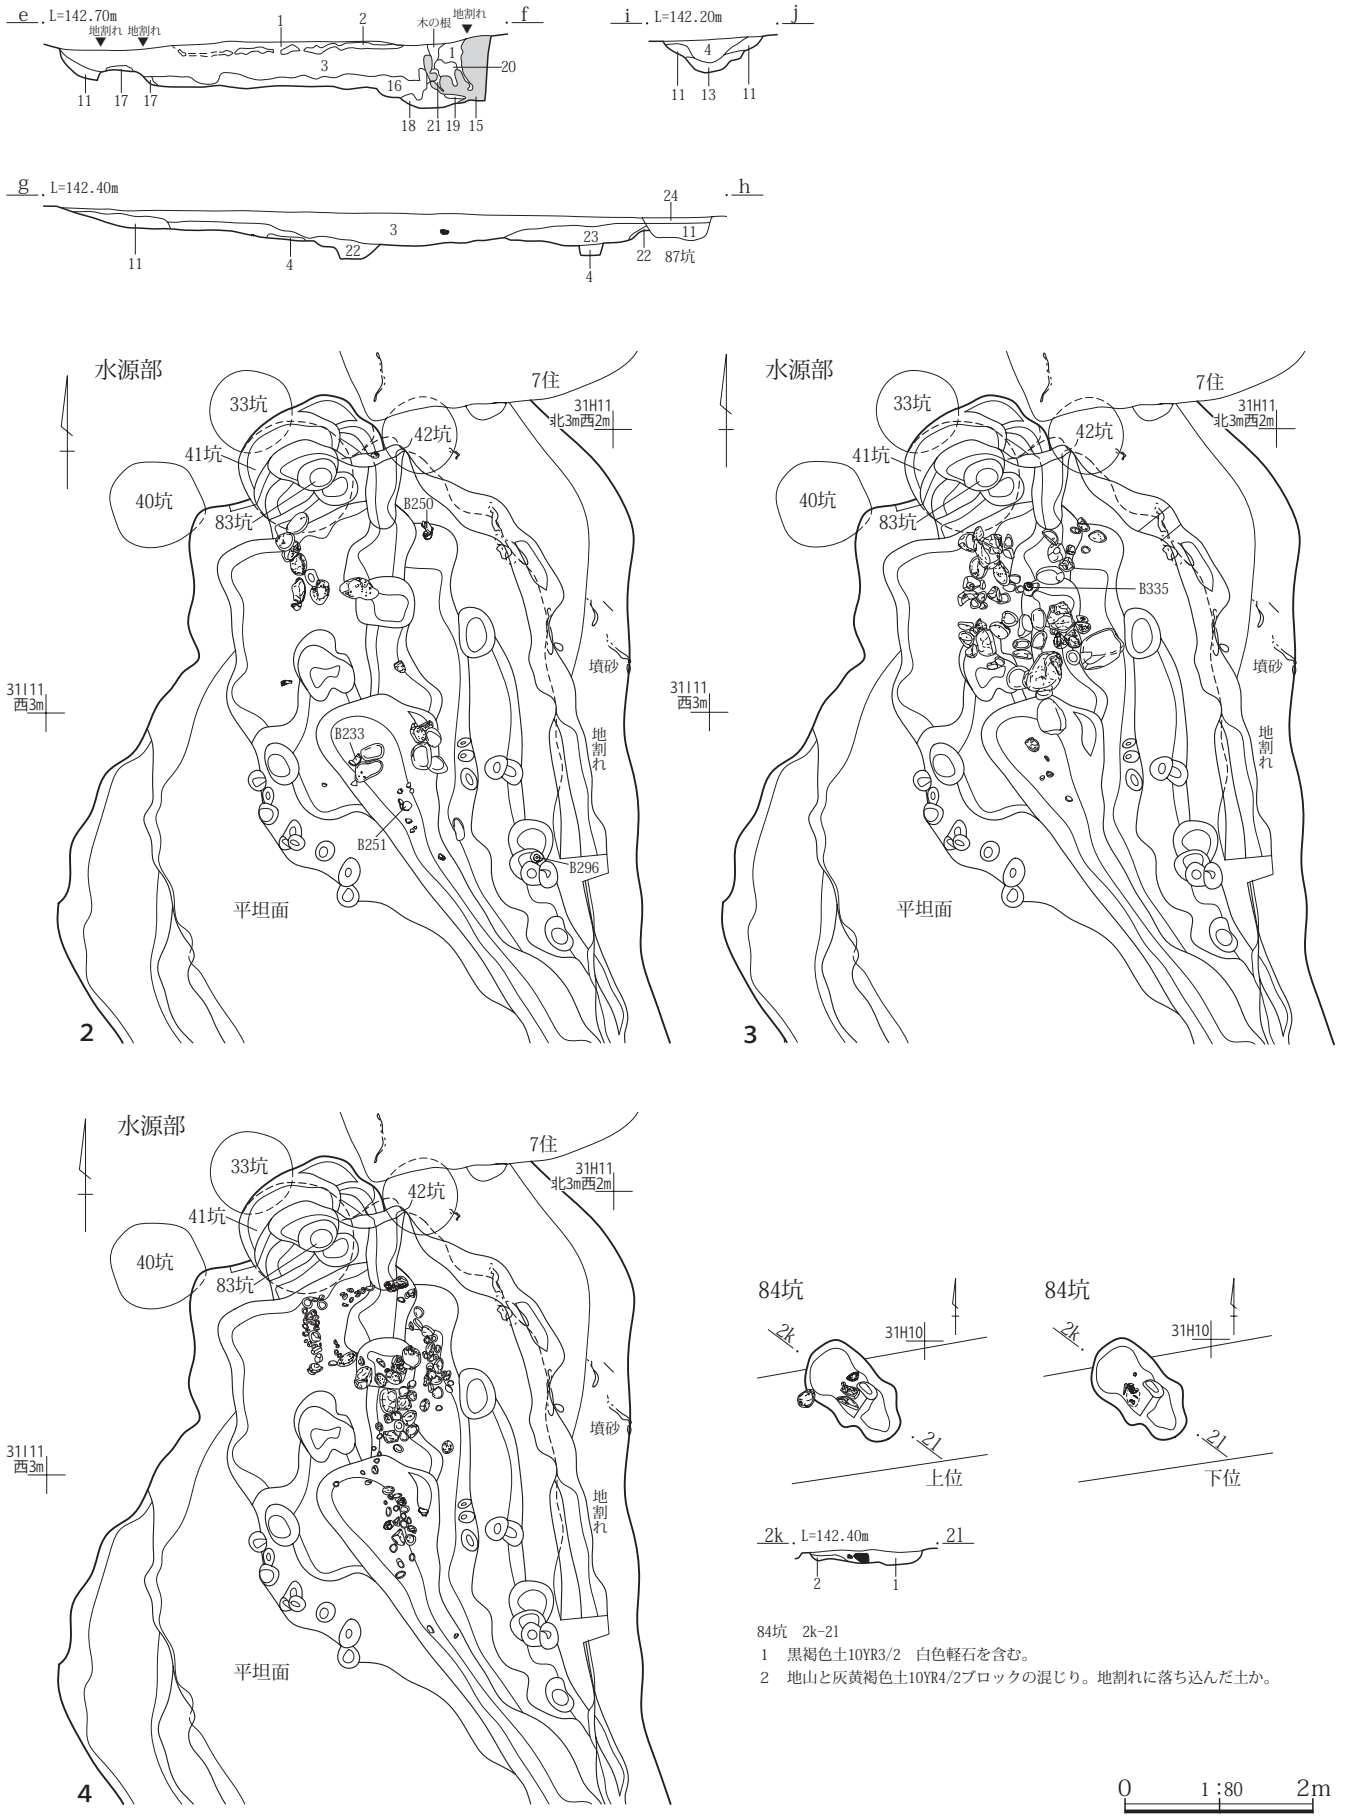 e L=142.70m 地割れ 地割れ 1 2 木の根 地割れ f
3 1 20
16
11 17 17 18 21 19 15
i L=142.20m j
4
11 13 11
g L=142.40m 24 h
3 23 11
11 4 22 4 22 87坑
水源部
7住
33坑
31H11
北3m西2m
42坑
41坑
40坑
B250
83坑
墳砂
31I11
西3m
地割れ
B233
B251
B296
平坦面
2
水源部
7住
33坑
31H11
北3m西2m
42坑
41坑
40坑
83坑
B335
墳砂
31I11
西3m
地割れ
平坦面
3
水源部
7住
33坑
31H11
北3m西2m
42坑
41坑
40坑
83坑
墳砂
31I11
西3m
地割れ
平坦面
4
84坑
2k
31H10
2l
上位
84坑
2k
31H10
2l
下位
2k L=142.40m 2l
2 1
84坑 2k-2l
1 黒褐色土10YR3/2 白色軽石を含む。
2 地山と灰黄褐色土10YR4/2ブロックの混じり。地割れに落ち込んだ土か。
0 1:80 2m